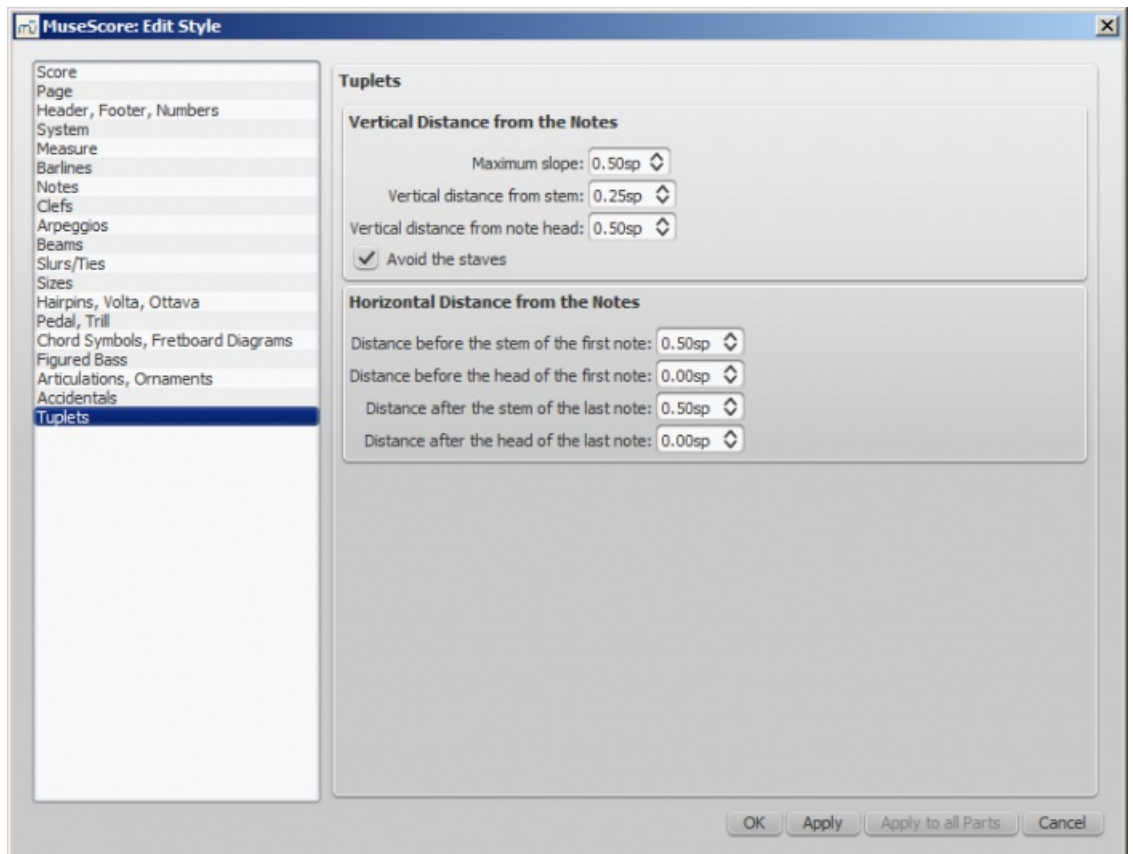 MuseScore: Edit Style
Score
Page
Header, Footer, Numbers
System
Measure
Barlines
Notes
Clefs
Arpeggios
Beams
Slurs/Ties
Sizes
Hairpins, Volta, Ottava
Pedal, Trill
Chord Symbols, Fretboard Diagrams
Figured Bass
Articulations, Ornaments
Accidentals
Tuplets
Tuplets
Vertical Distance from the Notes
Maximum slope: 0.50sp
Vertical distance from stem: 0.25sp
Vertical distance from note head: 0.50sp
Avoid the staves
Horizontal Distance from the Notes
Distance before the stem of the first note: 0.50sp
Distance before the head of the first note: 0.00sp
Distance after the stem of the last note: 0.50sp
Distance after the head of the last note: 0.00sp
OK Apply Apply to all Parts Cancel